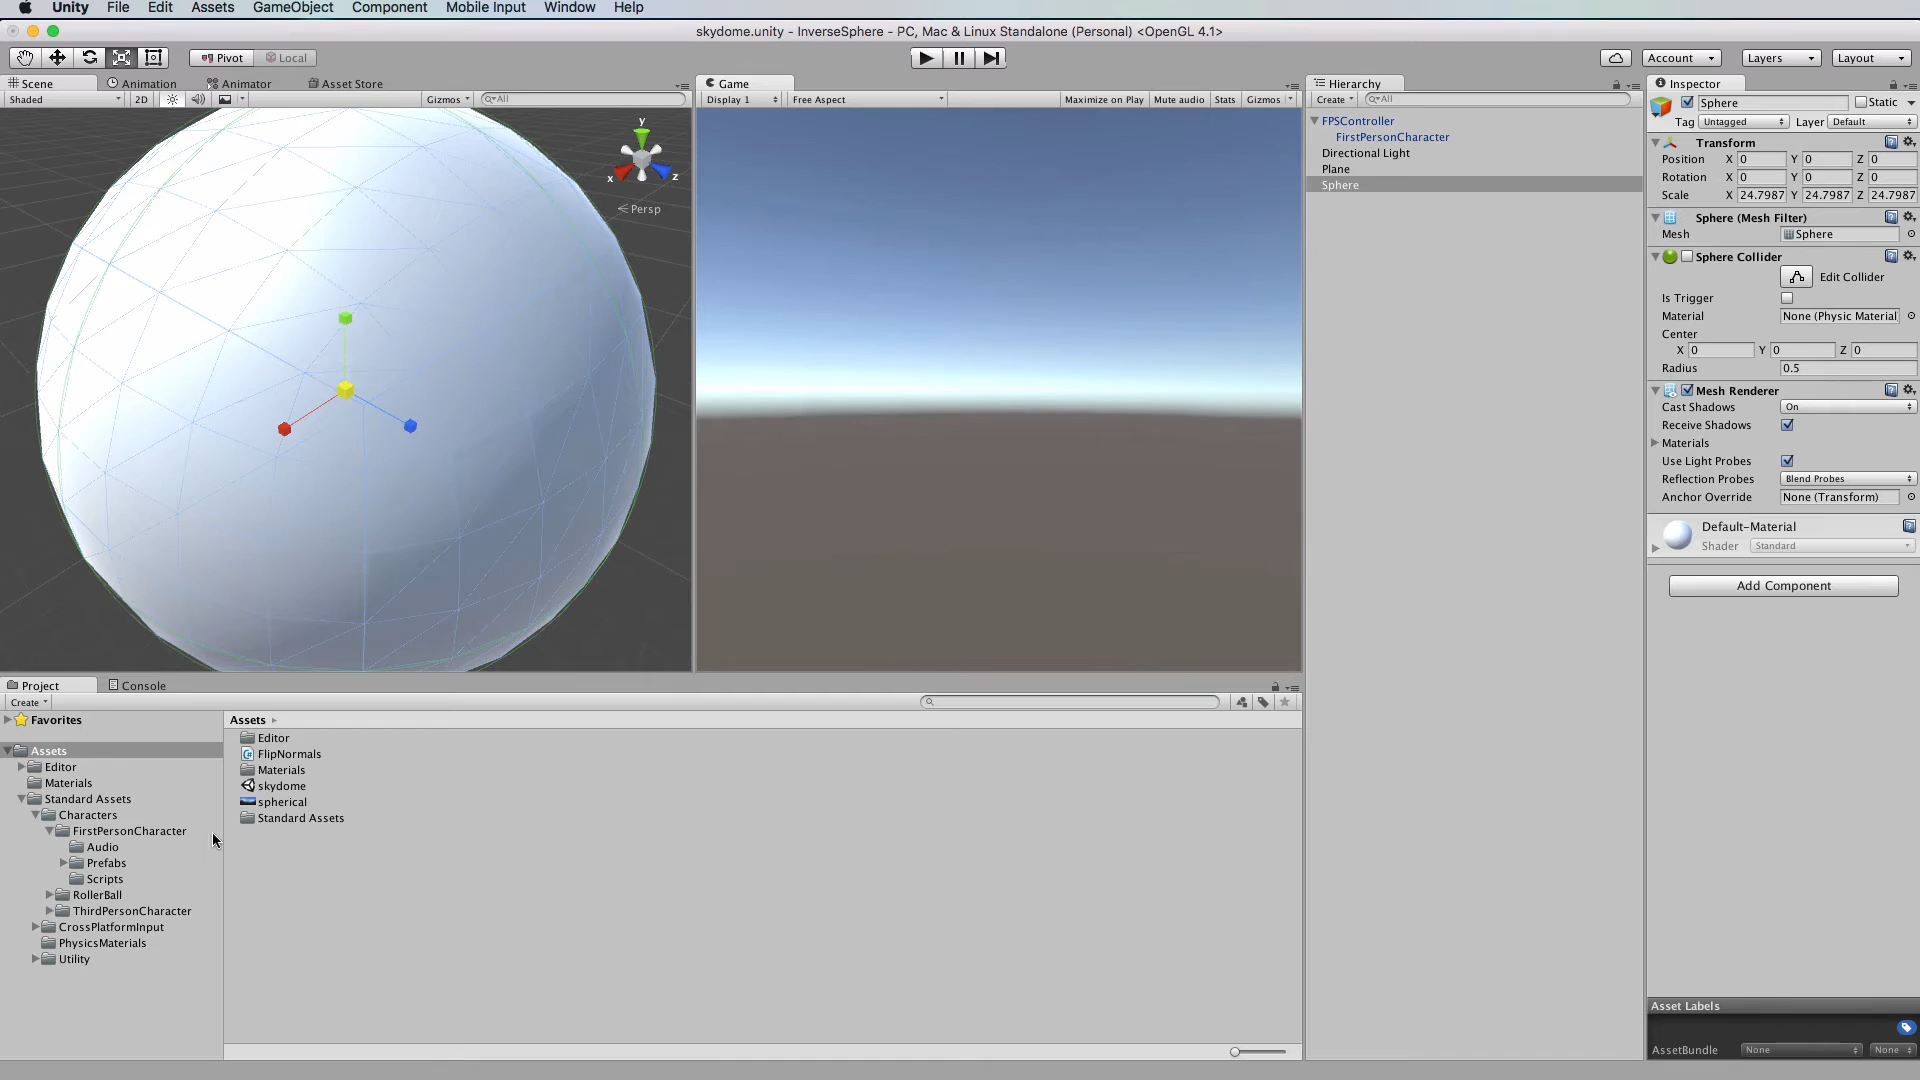 Unity File Edit Assets GameObject Component Mobile Input Window Help
skydome.unity - InverseSphere - PC, Mac & Linux Standalone (Personal) <OpenGL 4.1>
Pivot Local Account Layers Layout
Scene Animation Animator Asset Store
Shaded 2D Gizmos All
y
x
z
Persp
Game
Display 1 Free Aspect Maximize on Play Mute audio Stats Gizmos
Hierarchy
Create All
FPSController
FirstPersonCharacter
Directional Light
Plane
Sphere
Inspector
Sphere Static
Tag Untagged Layer Default
Transform
Position X 0 Y 0 Z 0
Rotation X 0 Y 0 Z 0
Scale X 24.7987 Y 24.7987 Z 24.7987
Sphere (Mesh Filter)
Mesh Sphere
Sphere Collider
Edit Collider
Is Trigger
Material None (Physic Material)
Center
X 0 Y 0 Z 0
Radius 0.5
Mesh Renderer
Cast Shadows On
Receive Shadows
Materials
Use Light Probes
Reflection Probes Blend Probes
Anchor Override None (Transform)
Default-Material
Shader Standard
Add Component
Asset Labels
AssetBundle None None
Project Console
Create
Favorites
Assets
Editor
Materials
Standard Assets
Characters
FirstPersonCharacter
Audio
Prefabs
Scripts
RollerBall
ThirdPersonCharacter
CrossPlatformInput
PhysicsMaterials
Utility
Assets
Editor
FlipNormals
Materials
skydome
spherical
Standard Assets